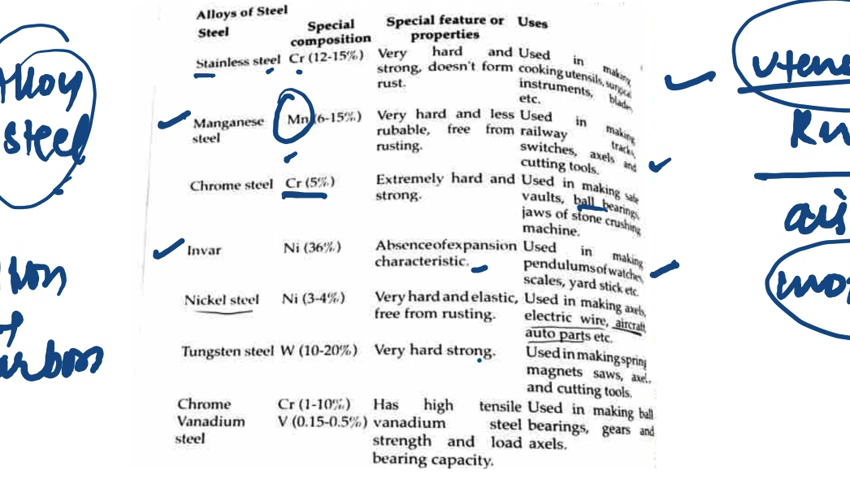 Alloys of Steel
Steel
Special composition
Special feature or properties
Uses
Stainless steel
Cr (12-15%)
Very hard and
strong, doesn't form
rust.
Used in making
cooking utensils, surgical
instruments, blades
etc.
Manganese
steel
Mn (6-15%)
Very hard and less
rubable, free from
rusting.
Used in making
railway tracks,
switches, axels and
cutting tools.
Chrome steel
Cr (5%)
Extremely hard and
strong.
Used in making safe
vaults, ball bearings,
jaws of stone crushing
machine.
Invar
Ni (36%)
Absence of expansion
characteristic.
Used in making
pendulums of watches,
scales, yard stick etc.
Nickel steel
Ni (3-4%)
Very hard and elastic,
free from rusting.
Used in making axels,
electric wire, aircraft,
auto parts etc.
Tungsten steel
W (10-20%)
Very hard strong.
Used in making spring
magnets saws, axel,
and cutting tools.
Chrome
Vanadium
steel
Cr (1-10%)
V (0.15-0.5%)
Has high tensile
vanadium steel
strength and load
bearing capacity.
Used in making ball
bearings, gears and
axels.
Alloy
steel